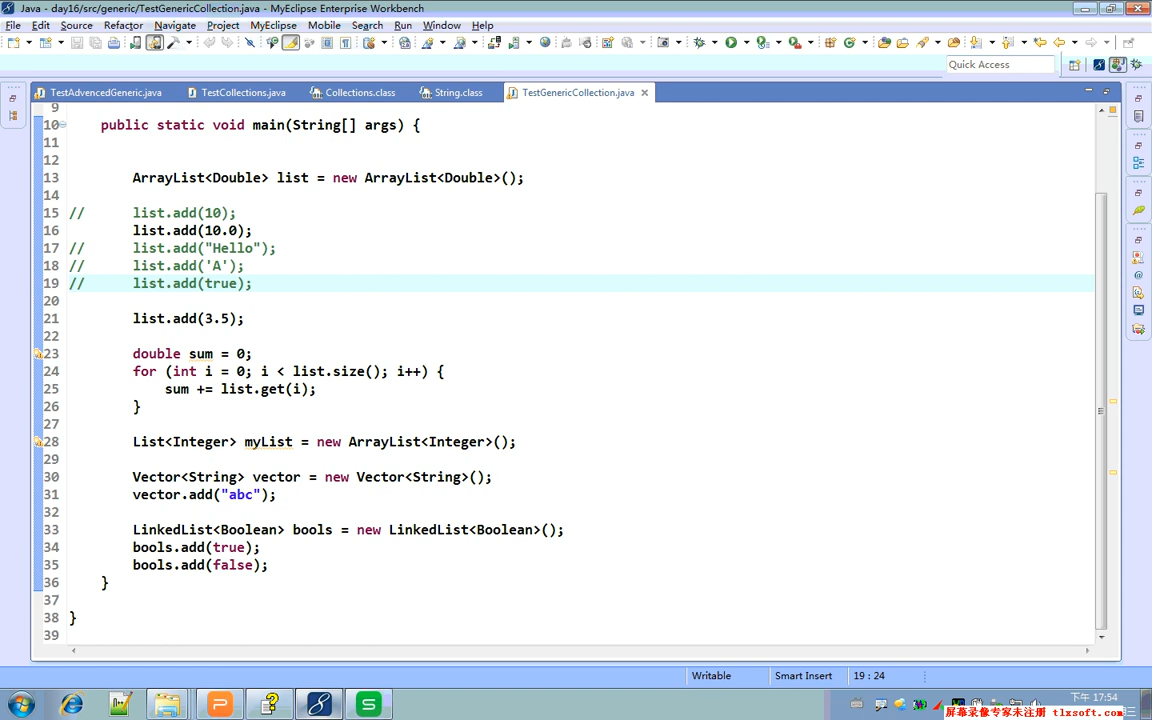 Java - day16/src/generic/TestGenericCollection.java - MyEclipse Enterprise Workbench
File Edit Source Refactor Navigate Project MyEclipse Mobile Search Run Window Help
Quick Access
TestAdvencedGeneric.java TestCollections.java Collections.class String.class TestGenericCollection.java
9
10 public static void main(String[] args) {
11
12
13 ArrayList<Double> list = new ArrayList<Double>();
14
15 // list.add(10);
16 list.add(10.0);
17 // list.add("Hello");
18 // list.add('A');
19 // list.add(true);
20
21 list.add(3.5);
22
23 double sum = 0;
24 for (int i = 0; i < list.size(); i++) {
25 sum += list.get(i);
26 }
27
28 List<Integer> myList = new ArrayList<Integer>();
29
30 Vector<String> vector = new Vector<String>();
31 vector.add("abc");
32
33 LinkedList<Boolean> bools = new LinkedList<Boolean>();
34 bools.add(true);
35 bools.add(false);
36 }
37
38 }
39
Writable Smart Insert 19 : 24
下午 17:54
屏幕录像专家未注册 tlxsoft.com